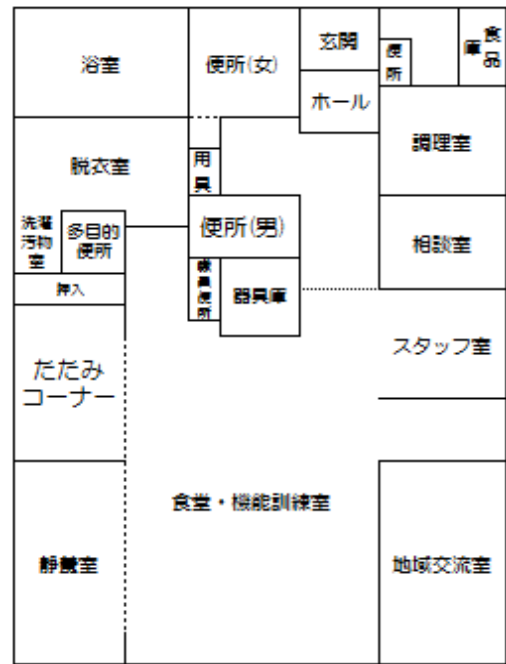 浴室
便所(女)
玄関
便所
食品庫
ホール
調理室
脱衣室
用具
洗濯
汚物
室
多目的
便所
便所(男)
相談室
押入
職員便所
器具庫
スタッフ室
たたみ
コーナー
食堂・機能訓練室
静養室
地域交流室